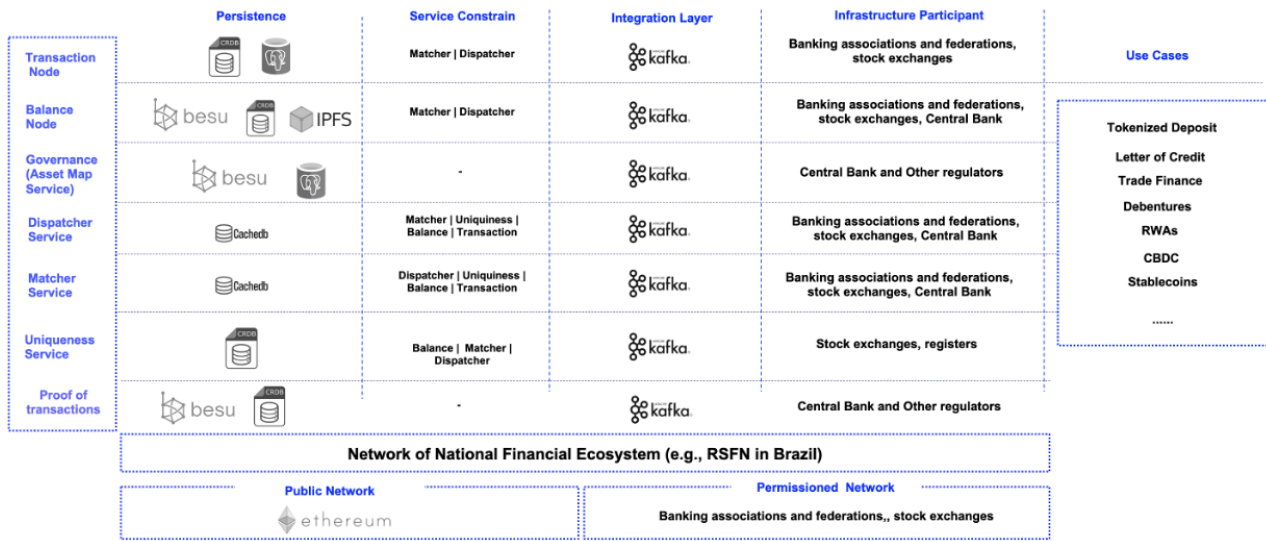 Persistence
Service Constrain
Integration Layer
Infrastructure Participant
Transaction
Node
CRDB
Matcher | Dispatcher
kafka
Banking associations and federations,
stock exchanges
Use Cases
Balance
Node
besu
CRDB
IPFS
Matcher | Dispatcher
kafka
Banking associations and federations,
stock exchanges, Central Bank
Governance
(Asset Map
Service)
besu
-
kafka
Central Bank and Other regulators
Dispatcher
Service
Cachedb
Matcher | Uniquiness |
Balance | Transaction
kafka
Banking associations and federations,
stock exchanges, Central Bank
Matcher
Service
Cachedb
Dispatcher | Uniquiness |
Balance | Transaction
kafka
Banking associations and federations,
stock exchanges, Central Bank
Uniqueness
Service
CRDB
Balance | Matcher |
Dispatcher
kafka
Stock exchanges, registers
Proof of
transactions
besu
CRDB
-
kafka
Central Bank and Other regulators
Tokenized Deposit
Letter of Credit
Trade Finance
Debentures
RWAs
CBDC
Stablecoins
......
Network of National Financial Ecosystem (e.g., RSFN in Brazil)
Public Network
ethereum
Permissioned Network
Banking associations and federations,, stock exchanges